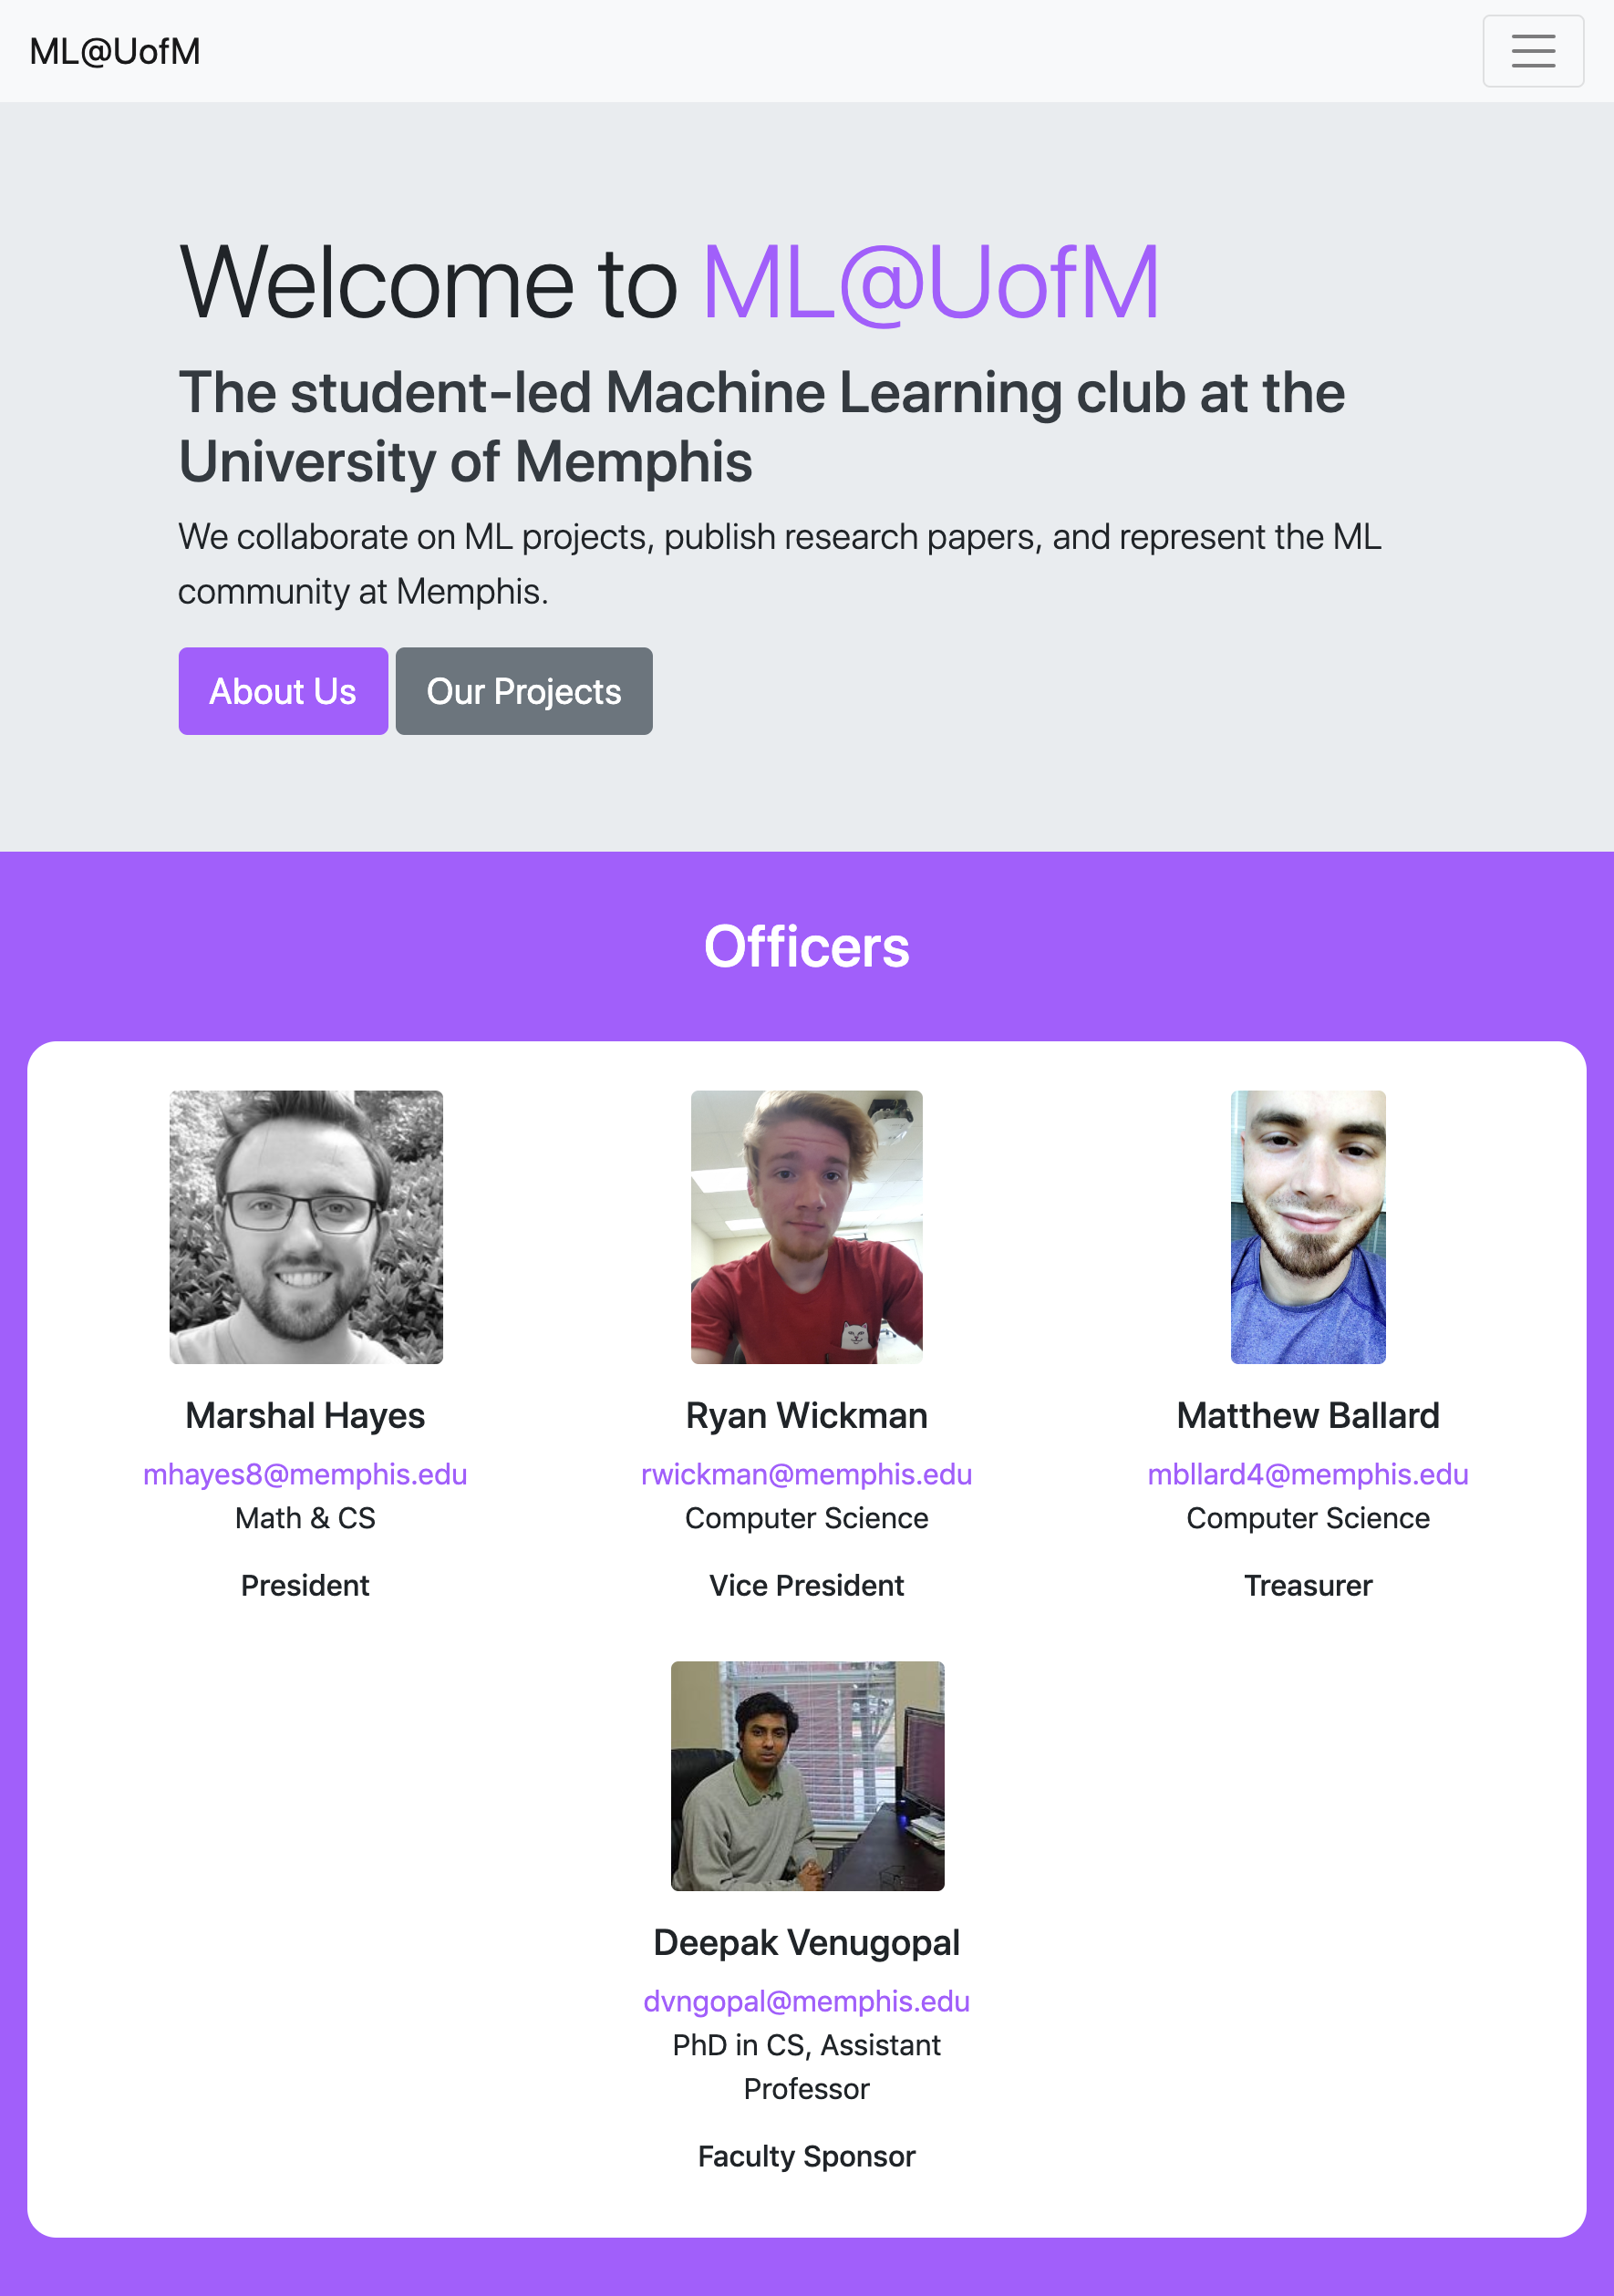 ML@UofM
Welcome to ML@UofM
The student-led Machine Learning club at the
University of Memphis
We collaborate on ML projects, publish research papers, and represent the ML
community at Memphis.
About Us
Our Projects
Officers
Marshal Hayes
mhayes8@memphis.edu
Math & CS
President
Ryan Wickman
rwickman@memphis.edu
Computer Science
Vice President
Matthew Ballard
mbllard4@memphis.edu
Computer Science
Treasurer
Deepak Venugopal
dvngopal@memphis.edu
PhD in CS, Assistant
Professor
Faculty Sponsor